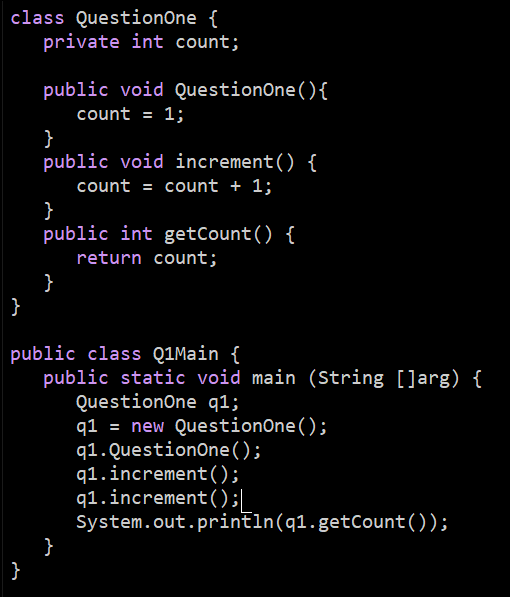 class QuestionOne {
   private int count;

   public void QuestionOne(){
      count = 1;
   }
   public void increment() {
      count = count + 1;
   }
   public int getCount() {
      return count;
   }
}

public class Q1Main {
   public static void main (String []arg) {
      QuestionOne q1;
      q1 = new QuestionOne();
      q1.QuestionOne();
      q1.increment();
      q1.increment();
      System.out.println(q1.getCount());
   }
}